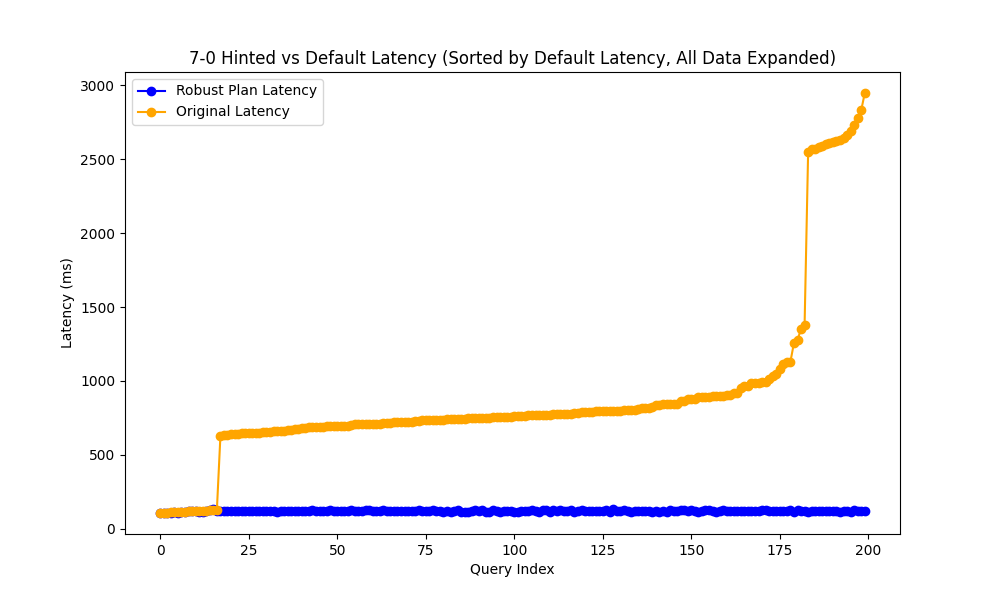 7-0 Hinted vs Default Latency (Sorted by Default Latency, All Data Expanded)
Robust Plan Latency
Original Latency
Latency (ms)
3000
2500
2000
1500
1000
500
0
0 25 50 75 100 125 150 175 200
Query Index